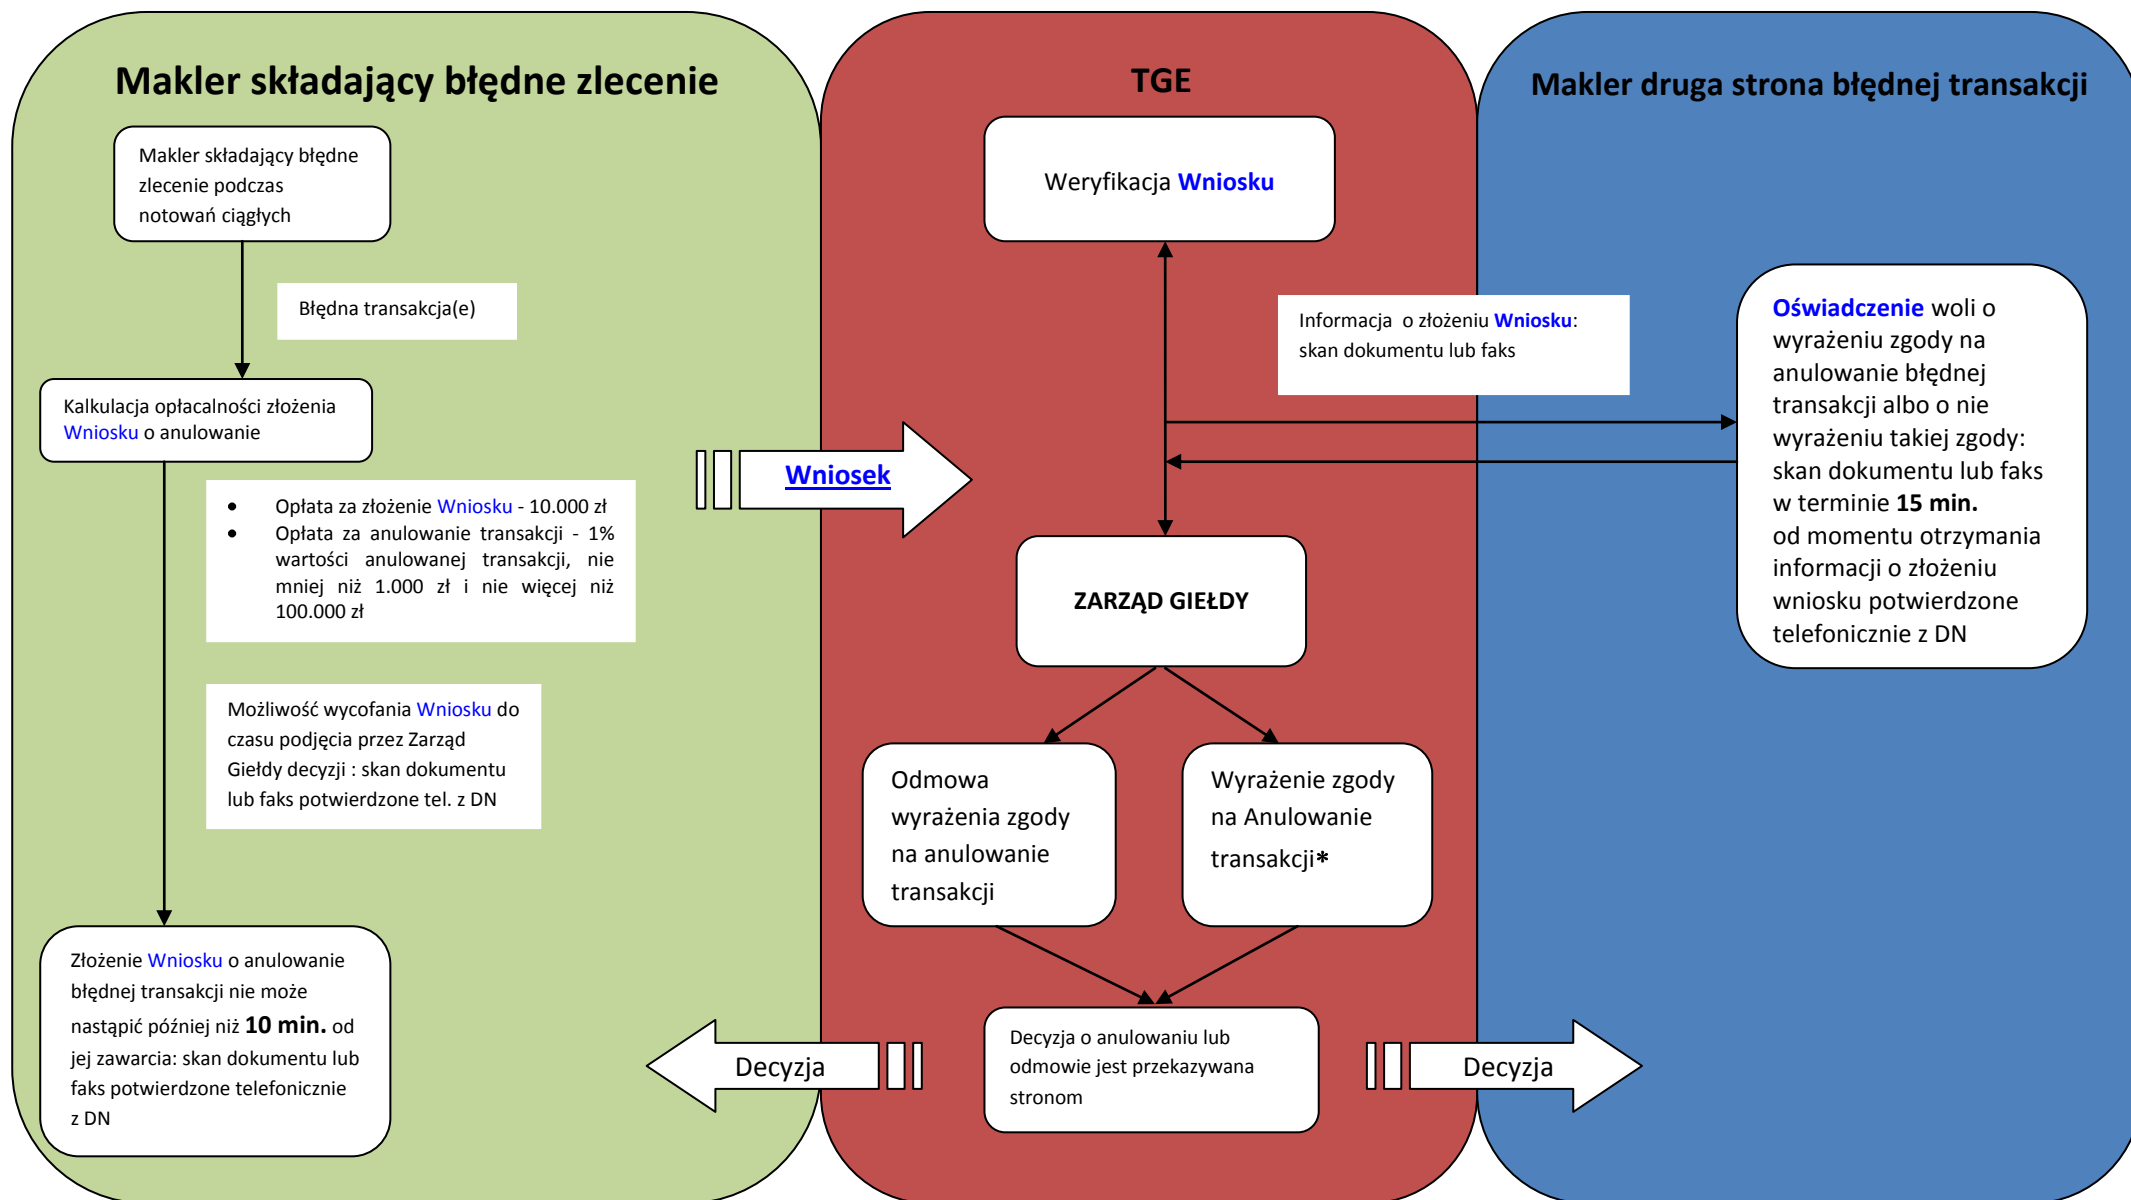 Makler składający błędne zlecenie
Makler składający błędne
zlecenie podczas
notowań ciągłych
Błędna transakcja(e)
Kalkulacja opłacalności złożenia
Wniosku o anulowanie
• Opłata za złożenie Wniosku - 10.000 zł
• Opłata za anulowanie transakcji - 1%
wartości anulowanej transakcji, nie
mniej niż 1.000 zł i nie więcej niż
100.000 zł
Możliwość wycofania Wniosku do
czasu podjęcia przez Zarząd
Giełdy decyzji : skan dokumentu
lub faks potwierdzone tel. z DN
Złożenie Wniosku o anulowanie
błędnej transakcji nie może
nastąpić później niż 10 min. od
jej zawarcia: skan dokumentu lub
faks potwierdzone telefonicznie
z DN
Wniosek
TGE
Weryfikacja Wniosku
Informacja o złożeniu Wniosku:
skan dokumentu lub faks
ZARZĄD GIEŁDY
Odmowa
wyrażenia zgody
na anulowanie
transakcji
Wyrażenie zgody
na Anulowanie
transakcji*
Decyzja o anulowaniu lub
odmowie jest przekazywana
stronom
Decyzja
Decyzja
Makler druga strona błędnej transakcji
Oświadczenie woli o
wyrażeniu zgody na
anulowanie błędnej
transakcji albo o nie
wyrażeniu takiej zgody:
skan dokumentu lub faks
w terminie 15 min.
od momentu otrzymania
informacji o złożeniu
wniosku potwierdzone
telefonicznie z DN